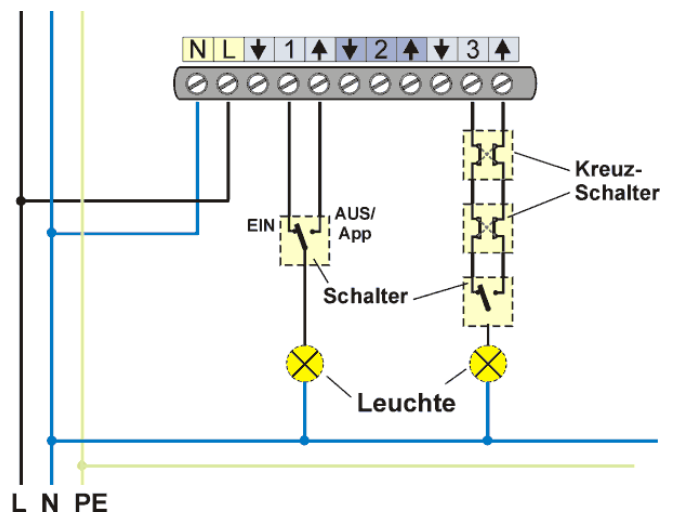 N L ↓ 1 ↑ ↓ 2 ↑ ↓ 3 ↑
Kreuz-
Schalter
EIN
AUS/
App
Schalter
Leuchte
L N PE